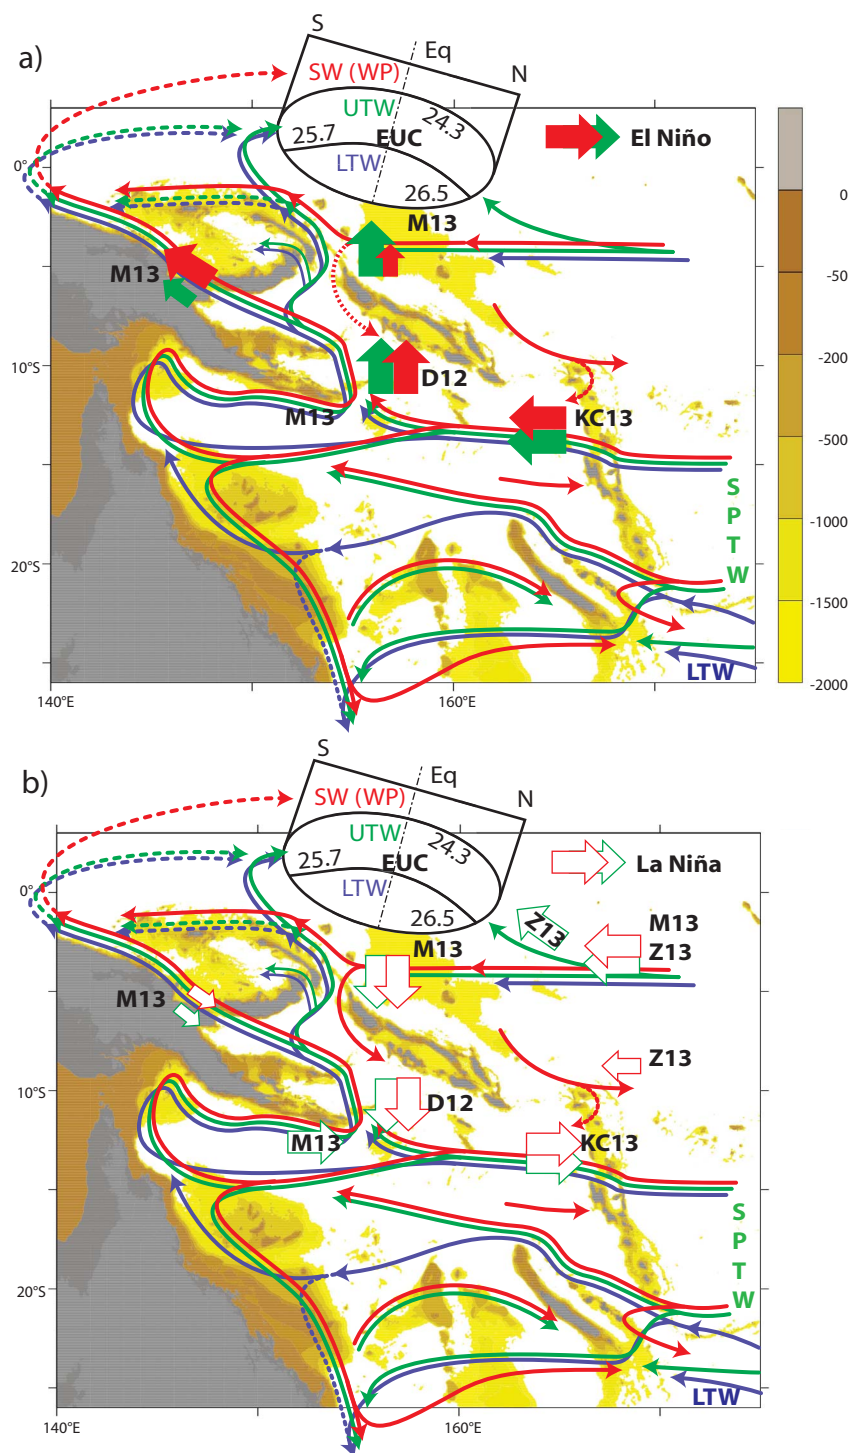 a)
S
Eq
N
SW (WP)
UTW
24.3
25.7
EUC
LTW
26.5
El Niño
M13
M13
D12
M13
KC13
S
P
T
W
LTW
0°
10°S
20°S
140°E
160°E
0
-50
-200
-500
-1000
-1500
-2000
b)
S
Eq
N
SW (WP)
UTW
24.3
25.7
EUC
LTW
26.5
La Niña
Z13
M13
Z13
M13
M13
Z13
D12
M13
KC13
S
P
T
W
LTW
0°
10°S
20°S
140°E
160°E